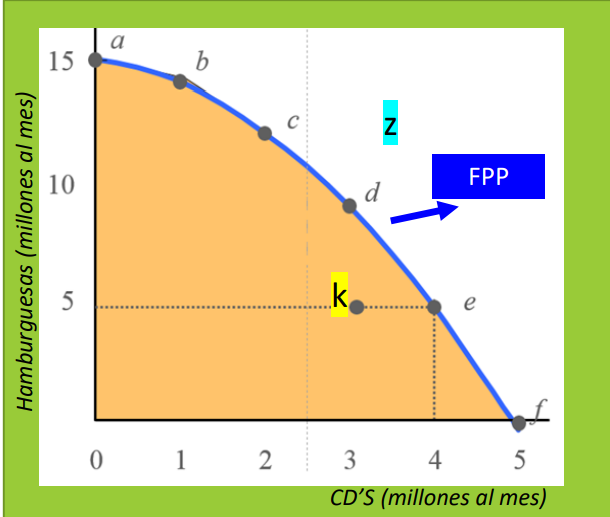 Hamburguesas (millones al mes)
15
10
5
a
b
c
z
FPP
d
k
e
f
0 1 2 3 4 5
CD'S (millones al mes)